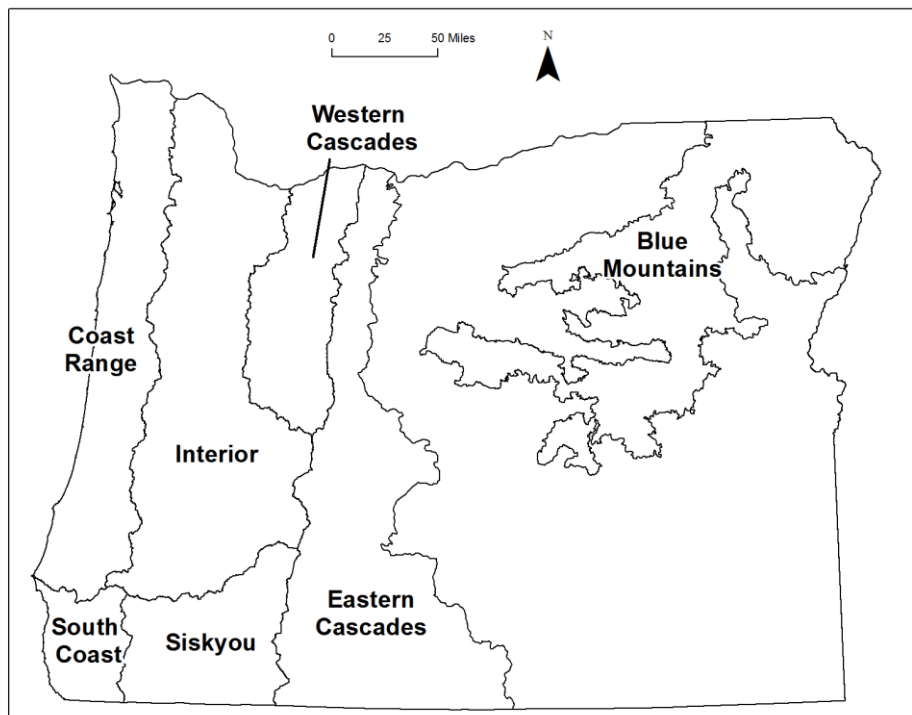 0 25 50 Miles
N
Western
Cascades
Blue
Mountains
Coast
Range
Interior
Eastern
Cascades
South
Coast
Siskyou